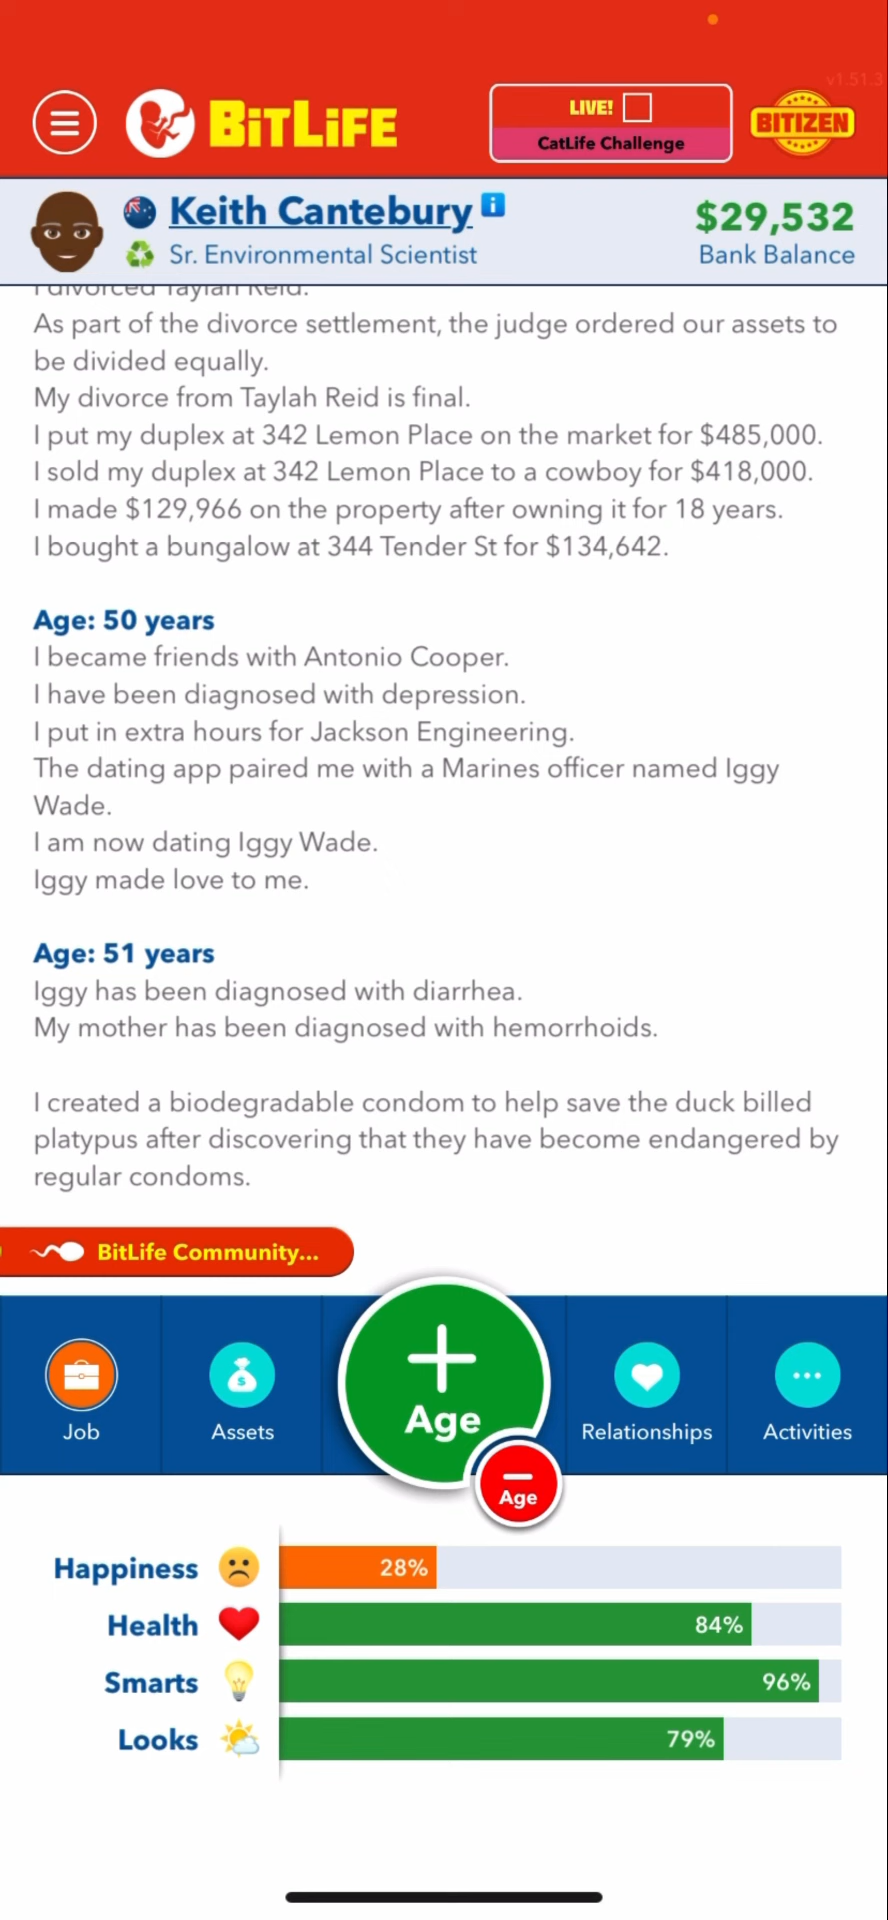 v1.51.3
BiTLiFE
LIVE!
CatLife Challenge
BITIZEN
Keith Cantebury
$29,532
Sr. Environmental Scientist
Bank Balance
I divorced Taylah Reid.
As part of the divorce settlement, the judge ordered our assets to
be divided equally.
My divorce from Taylah Reid is final.
I put my duplex at 342 Lemon Place on the market for $485,000.
I sold my duplex at 342 Lemon Place to a cowboy for $418,000.
I made $129,966 on the property after owning it for 18 years.
I bought a bungalow at 344 Tender St for $134,642.
Age: 50 years
I became friends with Antonio Cooper.
I have been diagnosed with depression.
I put in extra hours for Jackson Engineering.
The dating app paired me with a Marines officer named Iggy
Wade.
I am now dating Iggy Wade.
Iggy made love to me.
Age: 51 years
Iggy has been diagnosed with diarrhea.
My mother has been diagnosed with hemorrhoids.
I created a biodegradable condom to help save the duck billed
platypus after discovering that they have become endangered by
regular condoms.
BitLife Community...
Job
Assets
Age
Relationships
Activities
Age
Happiness 28%
Health 84%
Smarts 96%
Looks 79%